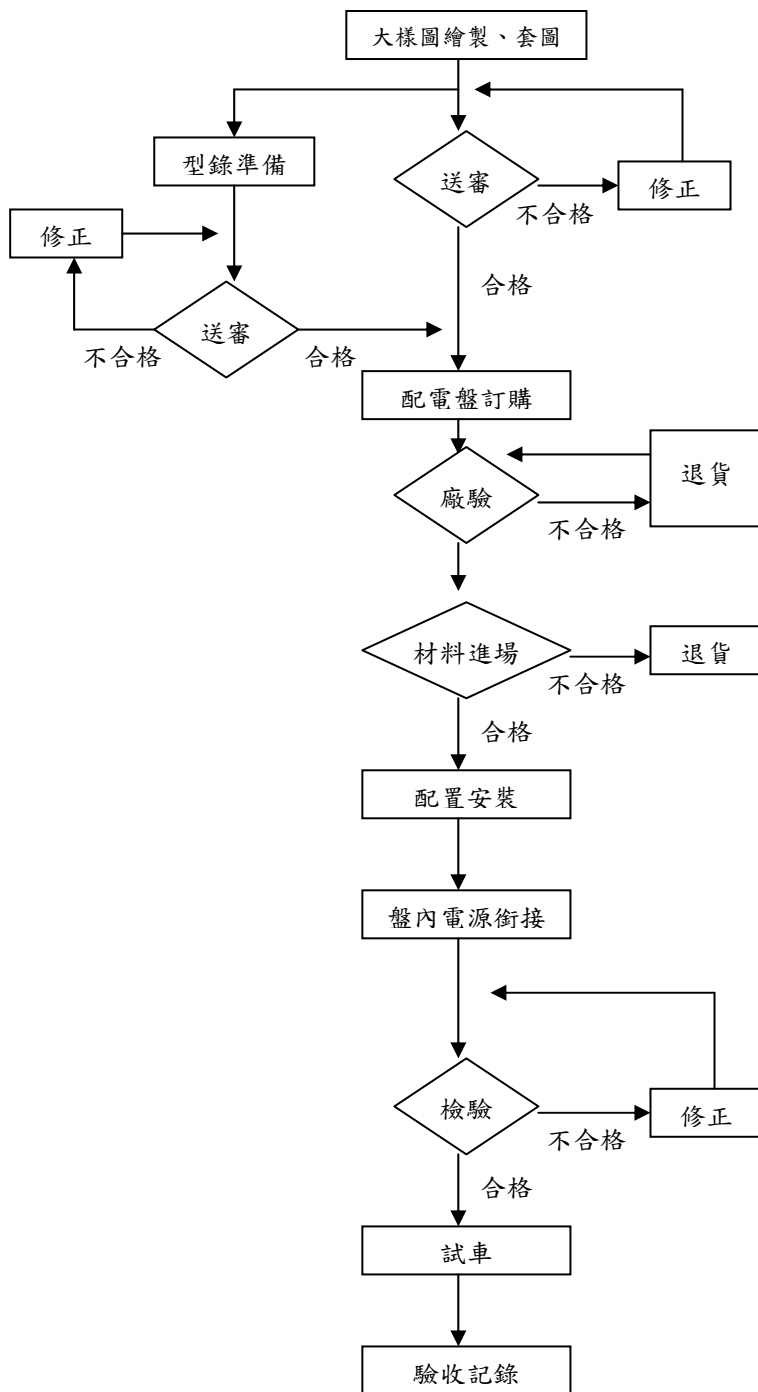 大樣圖繪製、套圖
型錄準備
送審
不合格
修正
修正
合格
送審
不合格
合格
配電盤訂購
廠驗
不合格
退貨
材料進場
不合格
退貨
合格
配置安裝
盤內電源銜接
檢驗
不合格
修正
合格
試車
驗收記錄